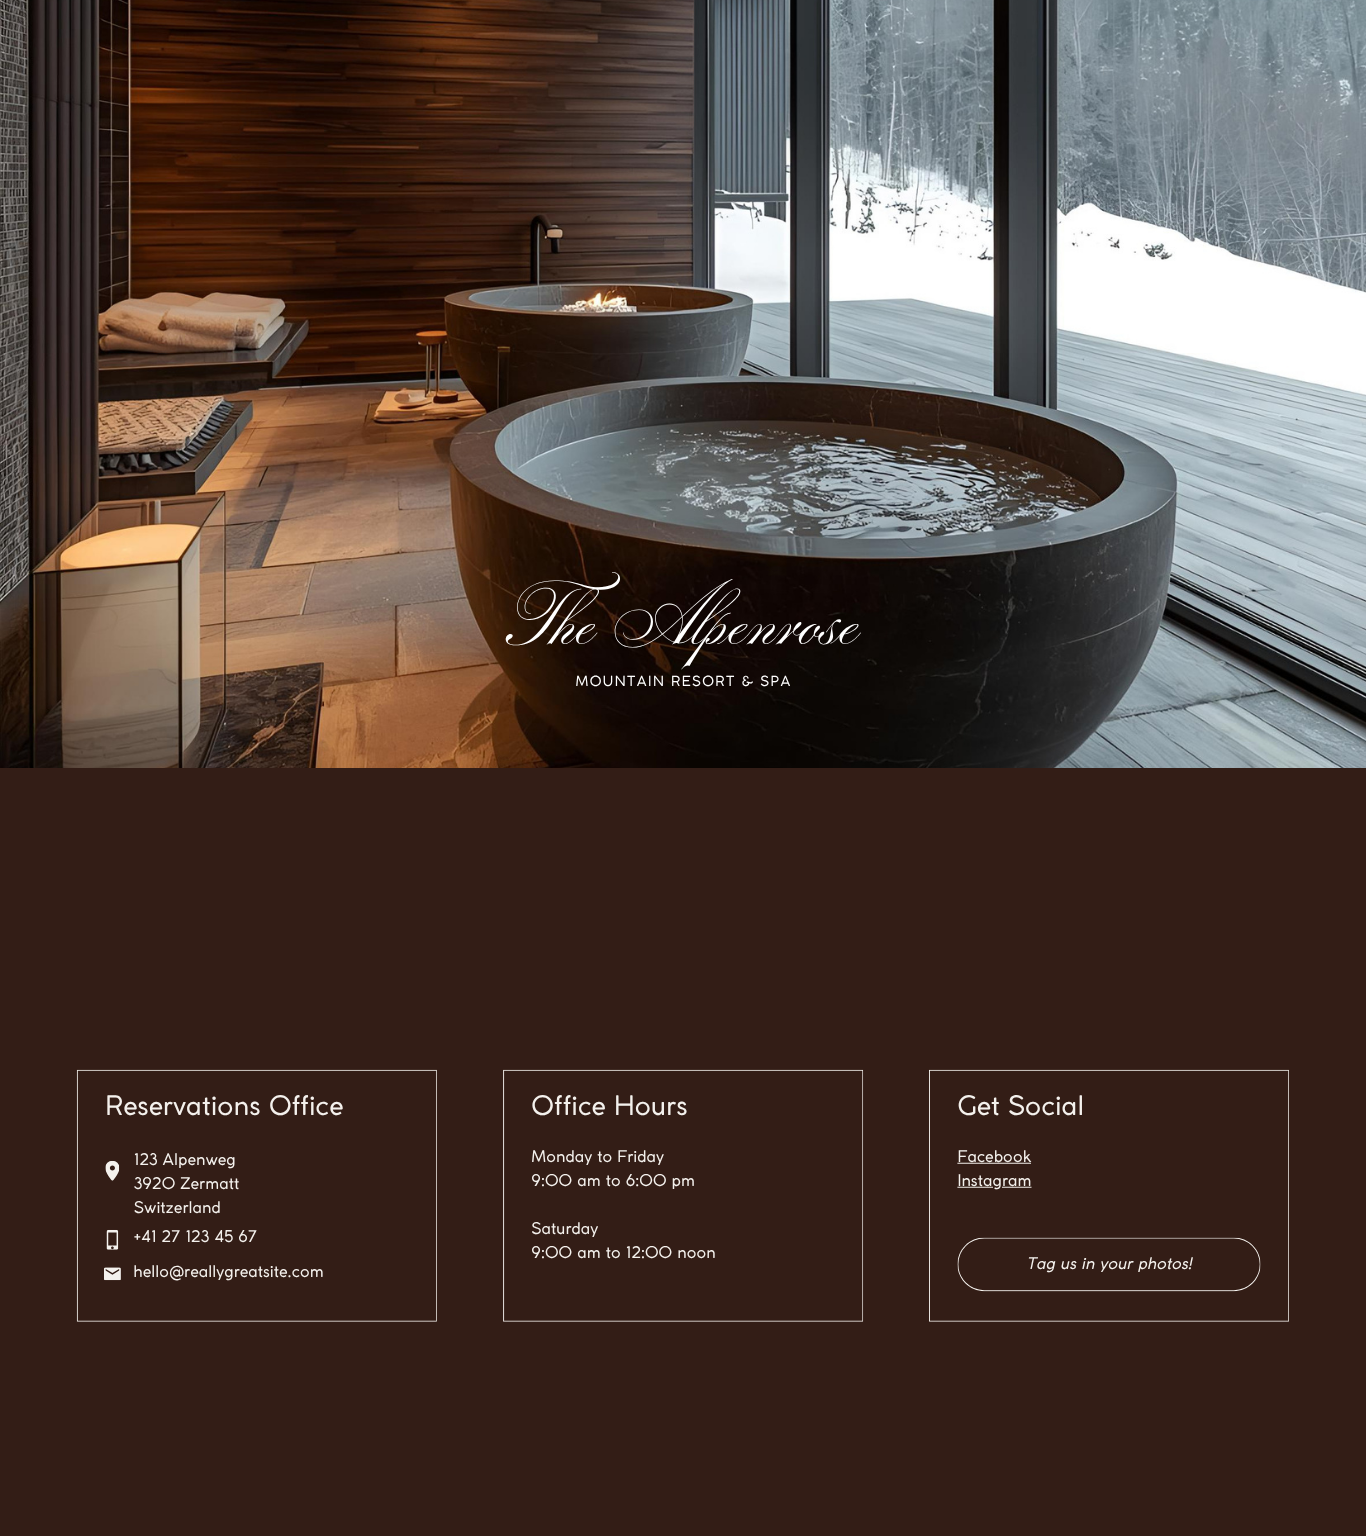 The Alpenrose
MOUNTAIN RESORT & SPA
Reservations Office
123 Alpenweg
3920 Zermatt
Switzerland
+41 27 123 45 67
hello@reallygreatsite.com
Office Hours
Monday to Friday
9:00 am to 6:00 pm
Saturday
9:00 am to 12:00 noon
Get Social
Facebook
Instagram
Tag us in your photos!